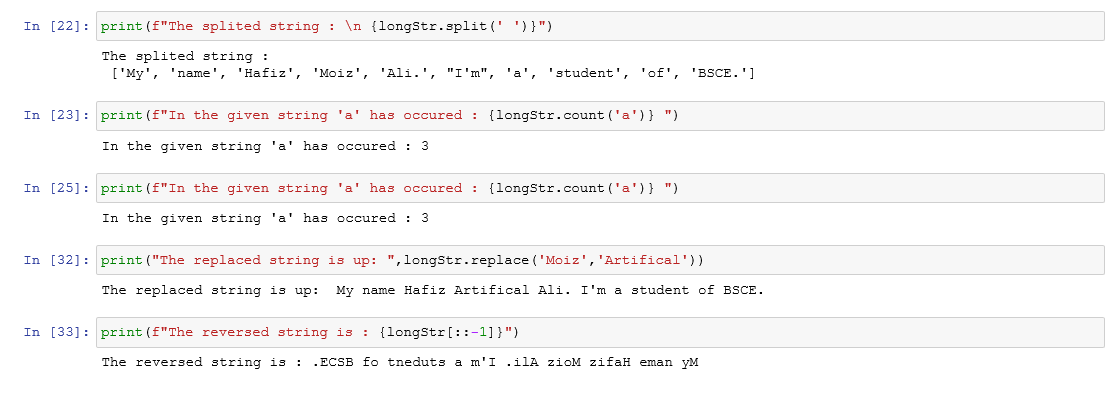 In [22]: print(f"The splited string : \n {longStr.split(' ')}")
The splited string :
 ['My', 'name', 'Hafiz', 'Moiz', 'Ali.', "I'm", 'a', 'student', 'of', 'BSCE.']
In [23]: print(f"In the given string 'a' has occured : {longStr.count('a')} ")
In the given string 'a' has occured : 3
In [25]: print(f"In the given string 'a' has occured : {longStr.count('a')} ")
In the given string 'a' has occured : 3
In [32]: print("The replaced string is up: ",longStr.replace('Moiz','Artifical'))
The replaced string is up:  My name Hafiz Artifical Ali. I'm a student of BSCE.
In [33]: print(f"The reversed string is : {longStr[::-1]}")
The reversed string is : .ECSB fo tneduts a m'I .ilA zioM zifaH eman yM